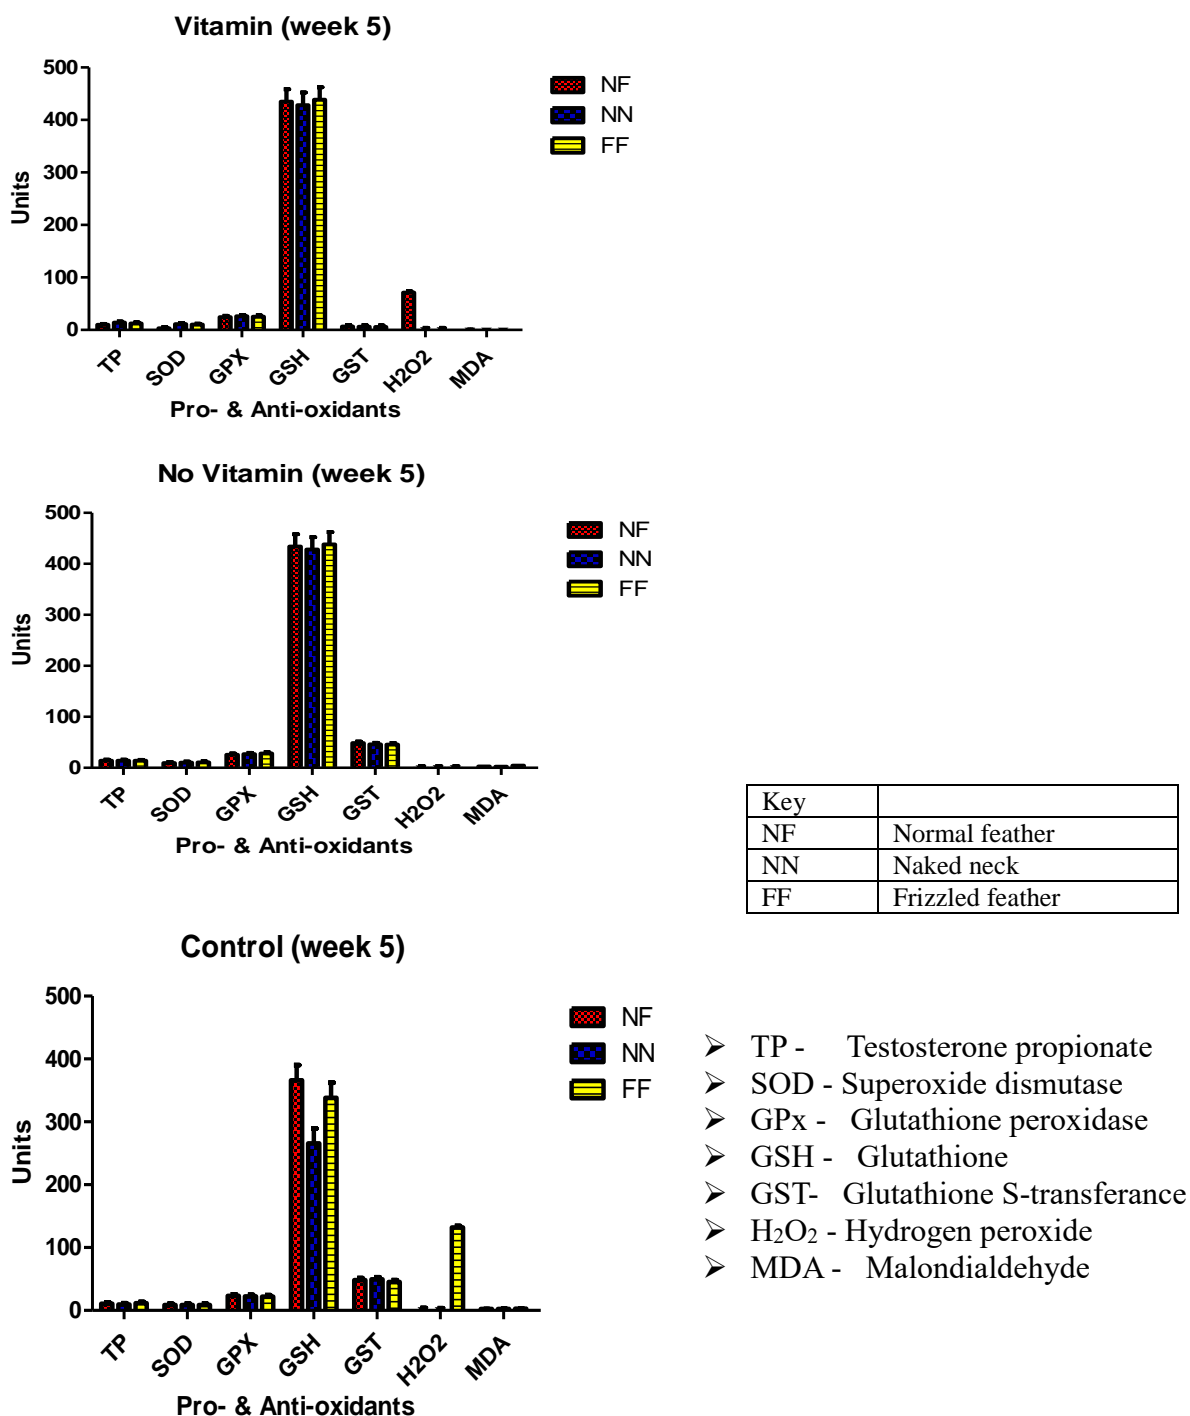 Vitamin (week 5)
500
400
300
200
100
0
Units
TP
SOD
GPX
GSH
GST
H2O2
MDA
Pro- & Anti-oxidants
NF
NN
FF
No Vitamin (week 5)
500
400
300
200
100
0
Units
TP
SOD
GPX
GSH
GST
H2O2
MDA
Pro- & Anti-oxidants
NF
NN
FF
Key
NF Normal feather
NN Naked neck
FF Frizzled feather
Control (week 5)
500
400
300
200
100
0
Units
TP
SOD
GPX
GSH
GST
H2O2
MDA
Pro- & Anti-oxidants
NF
NN
FF
➢ TP - Testosterone propionate
➢ SOD - Superoxide dismutase
➢ GPx - Glutathione peroxidase
➢ GSH - Glutathione
➢ GST- Glutathione S-transferance
➢ H₂O₂ - Hydrogen peroxide
➢ MDA - Malondialdehyde